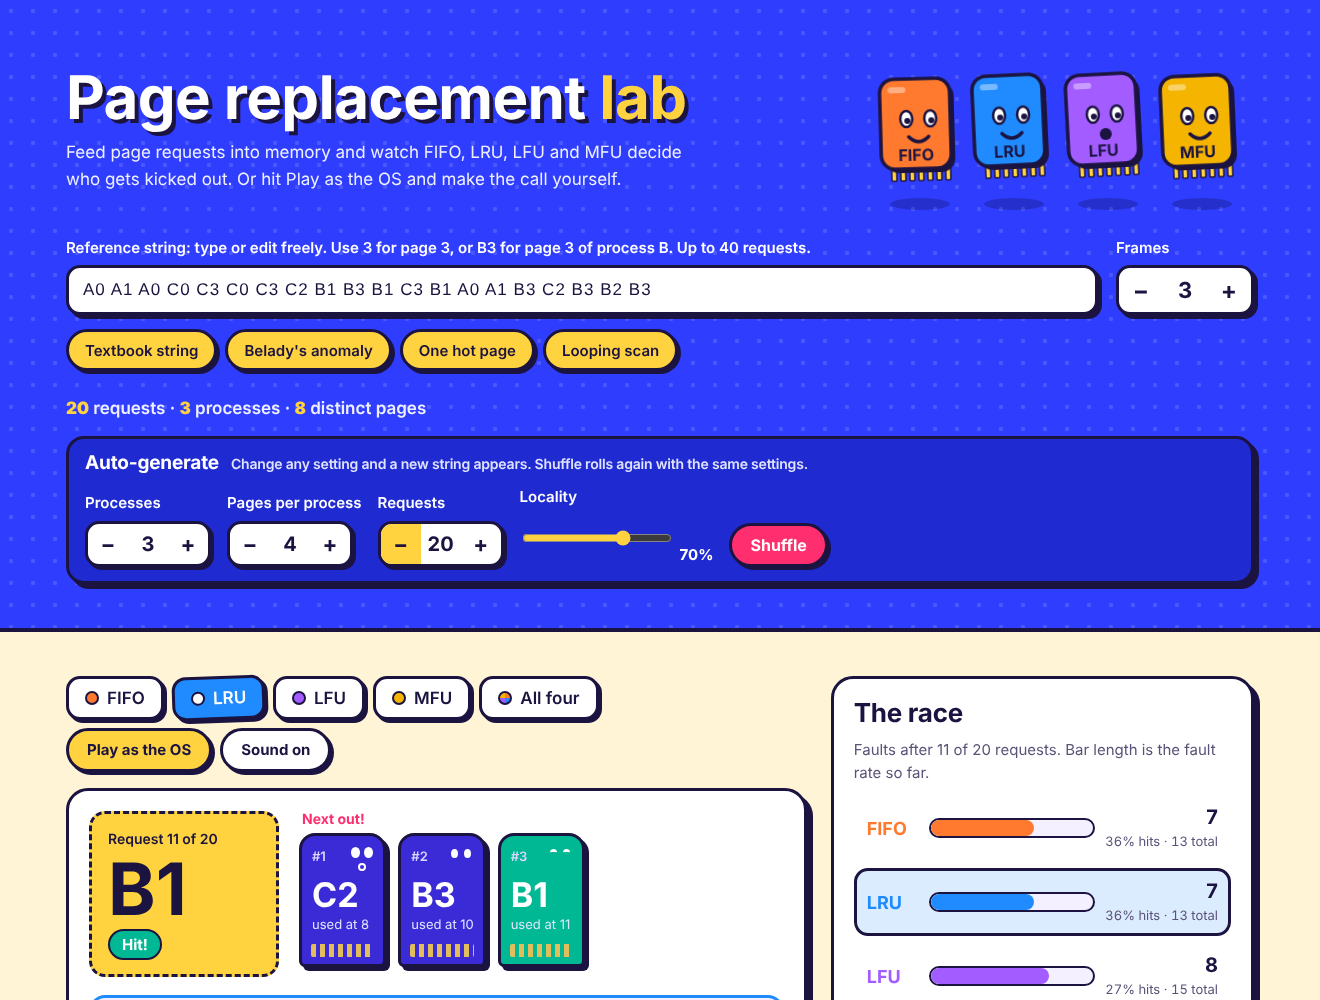 Page replacement lab
Feed page requests into memory and watch FIFO, LRU, LFU and MFU decide
who gets kicked out. Or hit Play as the OS and make the call yourself.
FIFO
LRU
LFU
MFU
Reference string: type or edit freely. Use 3 for page 3, or B3 for page 3 of process B. Up to 40 requests.
Frames
A0 A1 A0 C0 C3 C0 C3 C2 B1 B3 B1 C3 B1 A0 A1 B3 C2 B3 B2 B3
– 3 +
Textbook string
Belady's anomaly
One hot page
Looping scan
20 requests · 3 processes · 8 distinct pages
Auto-generate Change any setting and a new string appears. Shuffle rolls again with the same settings.
Processes
Pages per process
Requests
Locality
– 3 +
– 4 +
– 20 +
70%
Shuffle
FIFO
LRU
LFU
MFU
All four
Play as the OS
Sound on
Request 11 of 20
B1
Hit!
Next out!
#1
C2
used at 8
#2
B3
used at 10
#3
B1
used at 11
The race
Faults after 11 of 20 requests. Bar length is the fault
rate so far.
FIFO
7
36% hits · 13 total
LRU
7
36% hits · 13 total
LFU
8
27% hits · 15 total